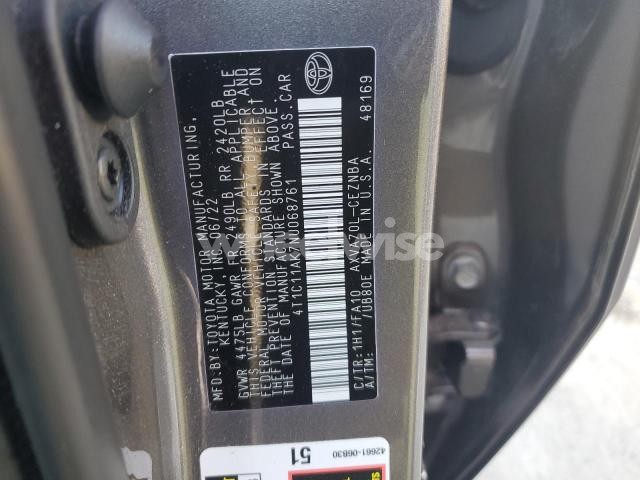 MFD.BY:TOYOTA MOTOR MANUFACTURING,
KENTUCKY, INC. 06/22
GVWR 4475LB GAWR FR 2490LB RR 2420LB
THIS VEHICLE CONFORMS TO ALL APPLICABLE
FEDERAL MOTOR VEHICLE SAFETY, BUMPER, AND
THEFT PREVENTION STANDARDS IN EFFECT ON
THE DATE OF MANUFACTURE SHOWN ABOVE.
PASS.CAR
C/TR:1H1/FA10 AXVA70L-CEZNBA
A/TM: /UB80E MADE IN U.S.A. 48169
42661-06B30
51